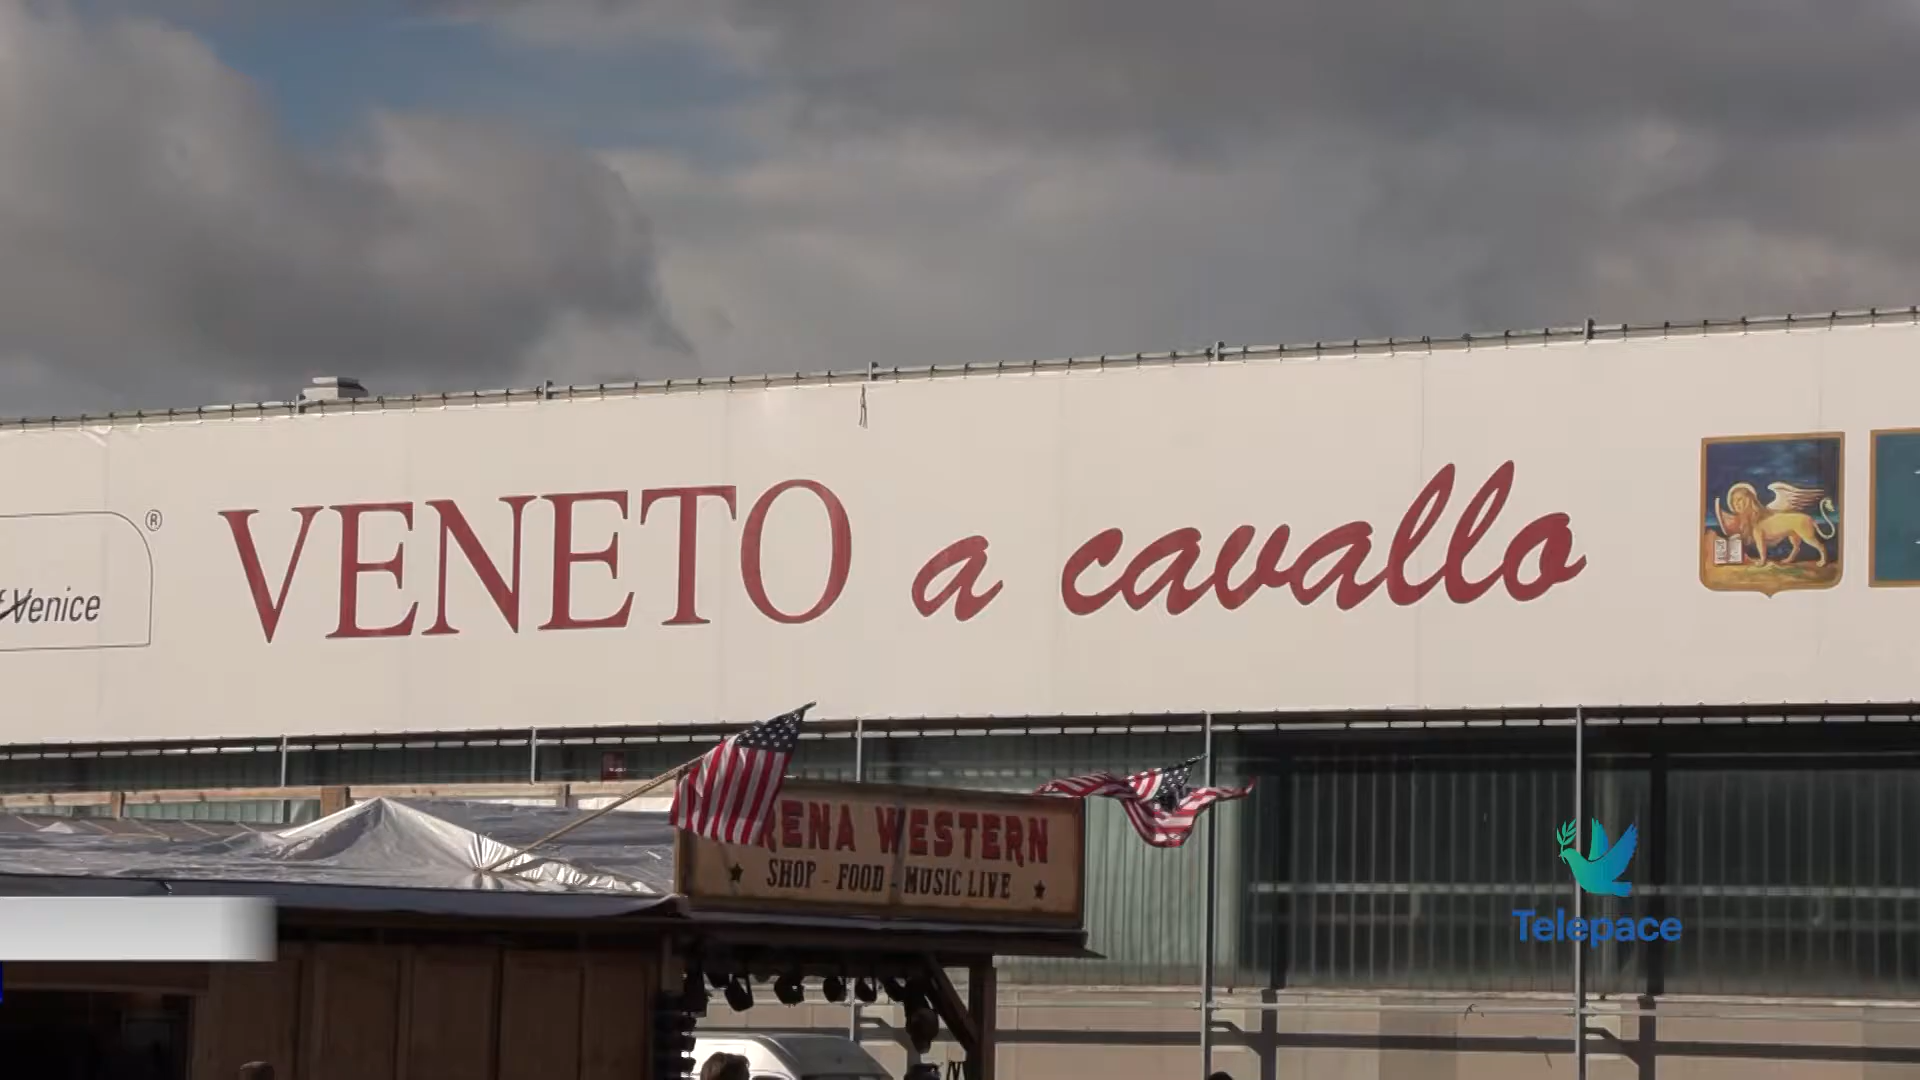 Venice
®
VENETO a cavallo
RENA WESTERN
SHOP - FOOD - MUSIC LIVE
Telepace